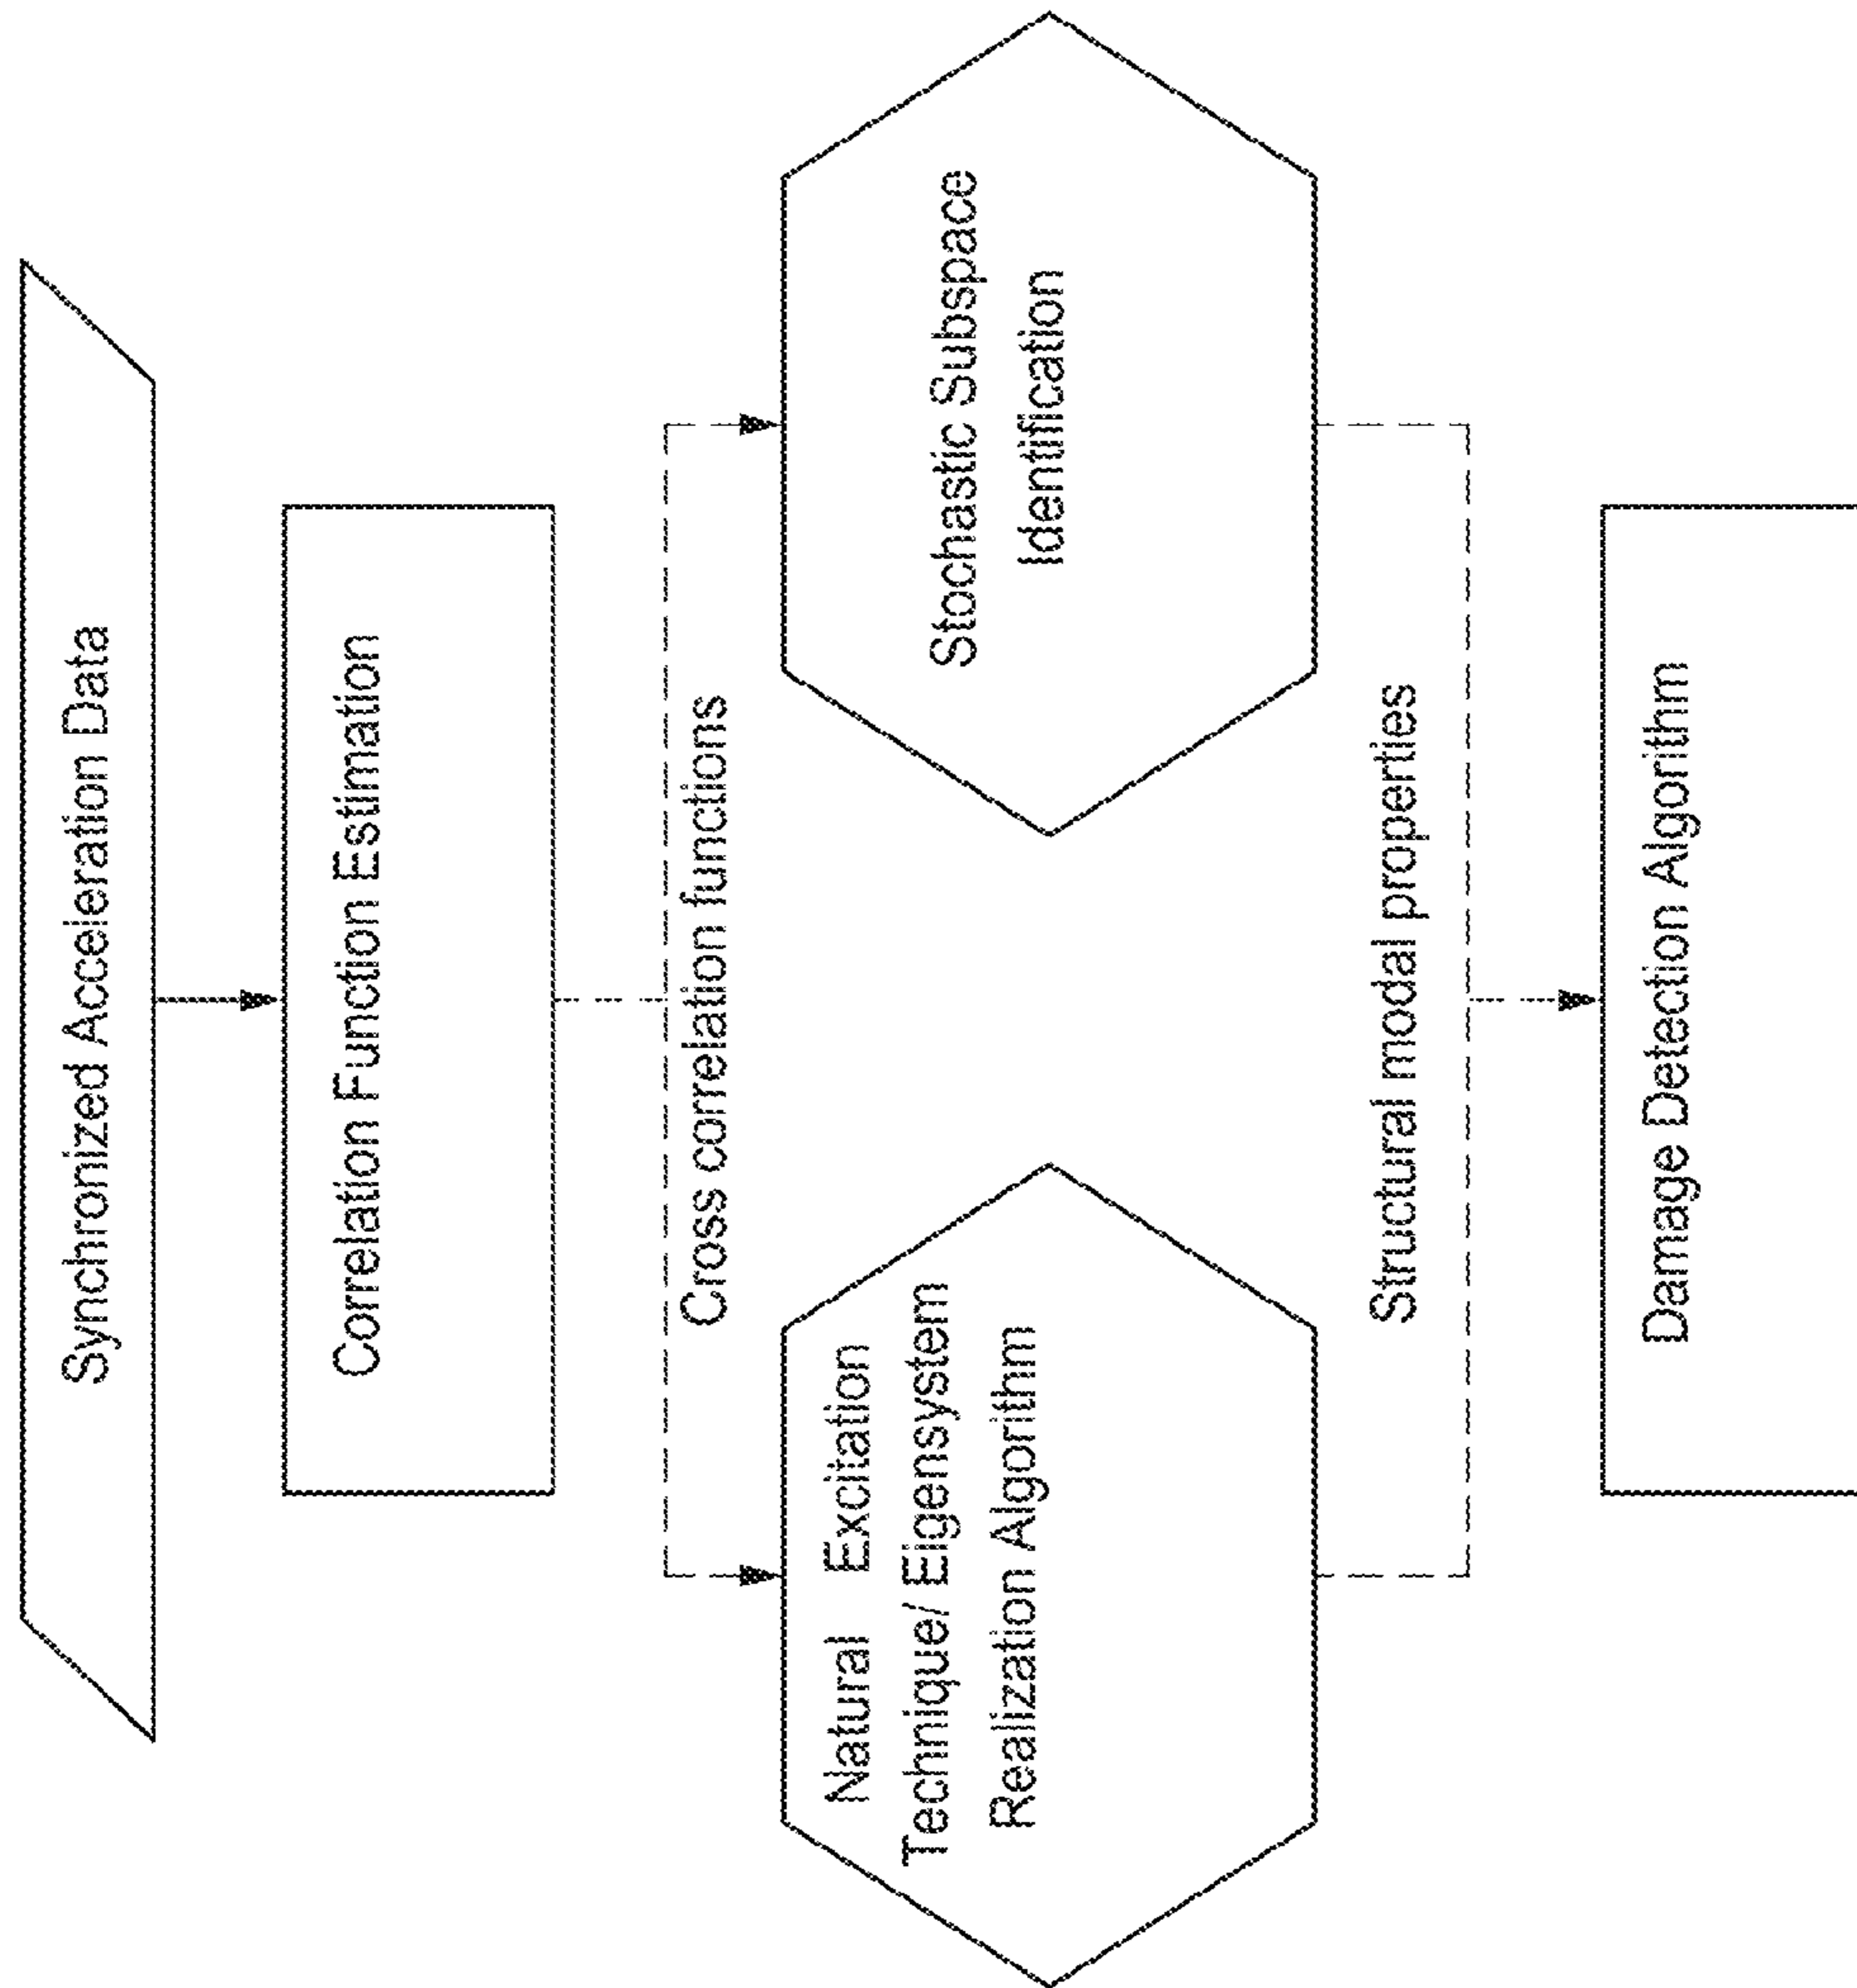 Synchronized Acceleration Data
Correlation Function Estimation
Cross correlation functions
Natural Excitation
Technique/ Eigensystem
Realization Algorithm
Stochastic Subspace
Identification
Structural modal properties
Damage Detection Algorithm